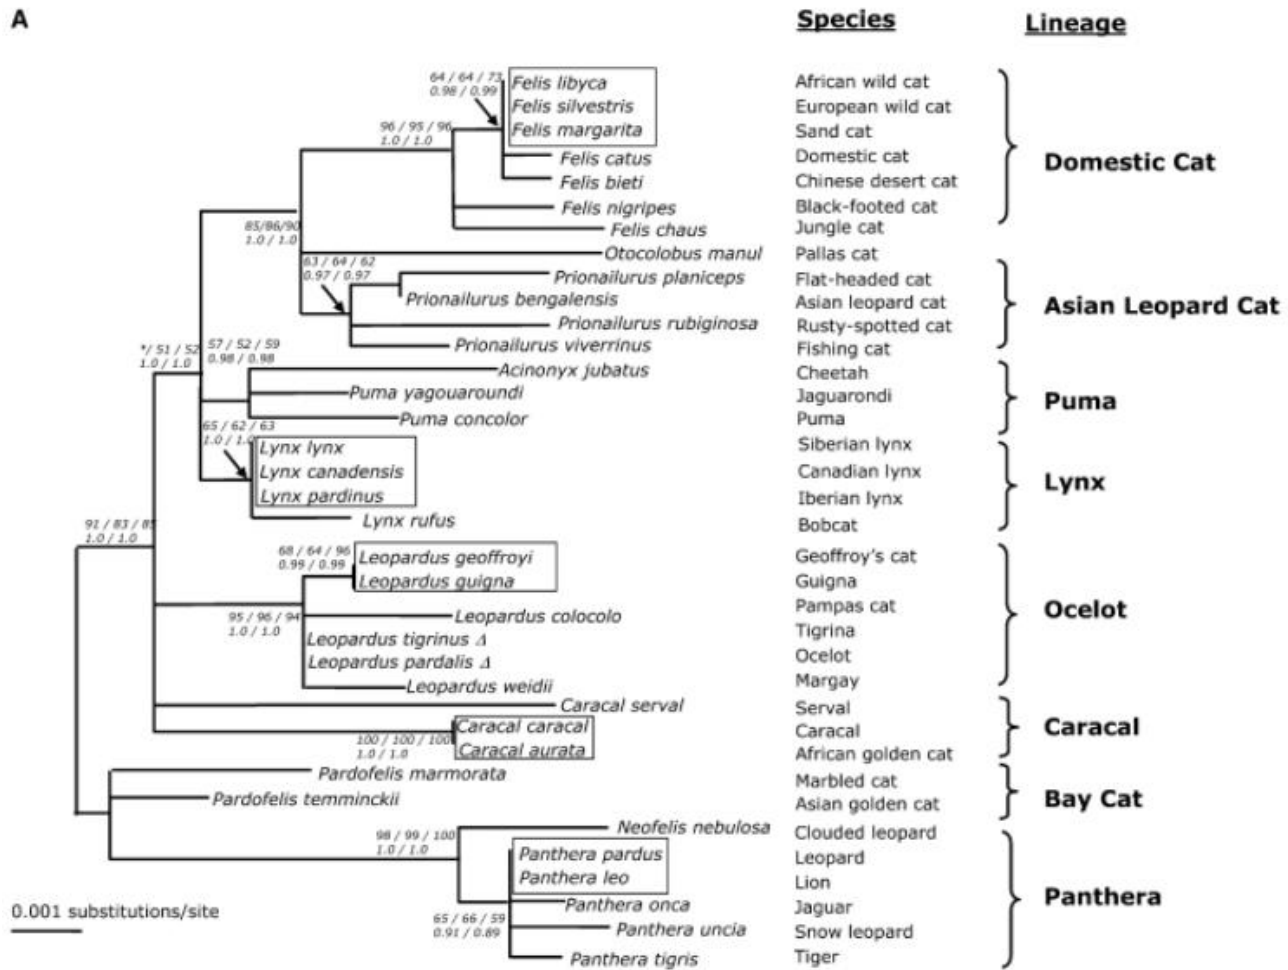 A
Species
Lineage
64 / 64 / 73
0.98 / 0.99
Felis libyca
African wild cat
Felis silvestris
European wild cat
Felis margarita
Sand cat
96 / 95 / 96
1.0 / 1.0
Felis catus
Domestic cat
Domestic Cat
Felis bieti
Chinese desert cat
Felis nigripes
Black-footed cat
Felis chaus
Jungle cat
85/86/90
1.0 / 1.0
Otocolobus manul
Pallas cat
63 / 64 / 62
0.97 / 0.97
Prionailurus planiceps
Flat-headed cat
Prionailurus bengalensis
Asian leopard cat
Asian Leopard Cat
Prionailurus rubiginosa
Rusty-spotted cat
Prionailurus viverrinus
Fishing cat
*/ 51 / 52
1.0 / 1.0
57 / 52 / 59
0.98 / 0.98
Acinonyx jubatus
Cheetah
Puma yagouaroundi
Jaguarondi
Puma
Puma concolor
Puma
65 / 62 / 63
1.0 / 1.0
Lynx lynx
Siberian lynx
Lynx canadensis
Canadian lynx
Lynx
Lynx pardinus
Iberian lynx
Lynx rufus
Bobcat
91 / 83 / 85
1.0 / 1.0
68 / 64 / 96
0.99 / 0.99
Leopardus geoffroyi
Geoffroy's cat
Leopardus guigna
Guigna
95 / 96 / 94
1.0 / 1.0
Leopardus colocolo
Pampas cat
Ocelot
Leopardus tigrinus Δ
Tigrina
Leopardus pardalis Δ
Ocelot
Leopardus weidii
Margay
Caracal serval
Serval
100 / 100 / 100
1.0 / 1.0
Caracal caracal
Caracal
Caracal
Caracal aurata
African golden cat
Pardofelis marmorata
Marbled cat
Pardofelis temminckii
Asian golden cat
Bay Cat
98 / 99 / 100
1.0 / 1.0
Neofelis nebulosa
Clouded leopard
Panthera pardus
Leopard
Panthera leo
Lion
Panthera
65 / 66 / 59
0.91 / 0.89
Panthera onca
Jaguar
Panthera uncia
Snow leopard
Panthera tigris
Tiger
0.001 substitutions/site